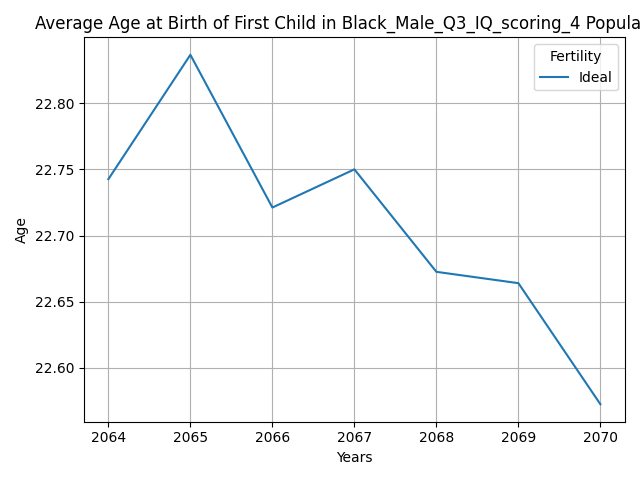 Average Age at Birth of First Child in Black_Male_Q3_IQ_scoring_4 Popula
Fertility
Ideal
22.80
22.75
22.70
22.65
22.60
Age
2064 2065 2066 2067 2068 2069 2070
Years